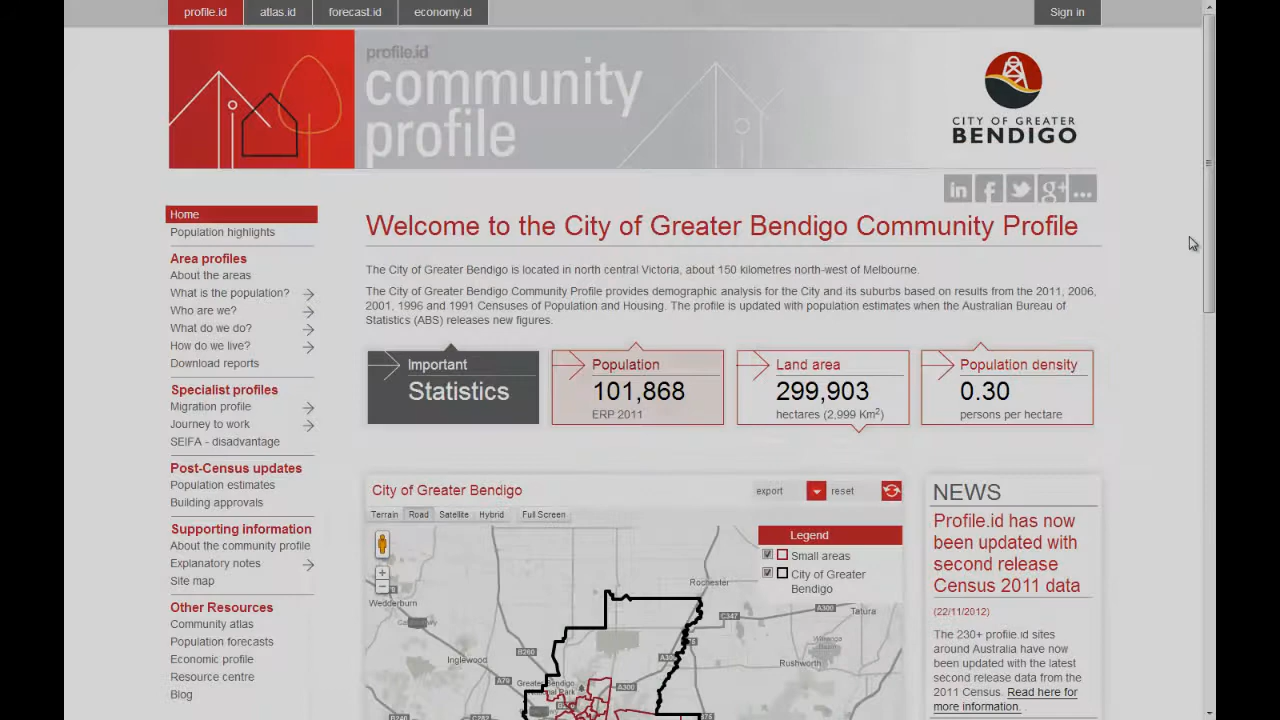 profile.id
atlas.id
forecast.id
economy.id
Sign in
profile.id
community
profile
CITY OF GREATER
BENDIGO
in f g+ ...
Home
Population highlights
Area profiles
About the areas
What is the population?
Who are we?
What do we do?
How do we live?
Download reports
Specialist profiles
Migration profile
Journey to work
SEIFA - disadvantage
Post-Census updates
Population estimates
Building approvals
Supporting information
About the community profile
Explanatory notes
Site map
Other Resources
Community atlas
Population forecasts
Economic profile
Resource centre
Blog
Welcome to the City of Greater Bendigo Community Profile
The City of Greater Bendigo is located in north central Victoria, about 150 kilometres north-west of Melbourne.
The City of Greater Bendigo Community Profile provides demographic analysis for the City and its suburbs based on results from the 2011, 2006,
2001, 1996 and 1991 Censuses of Population and Housing. The profile is updated with population estimates when the Australian Bureau of
Statistics (ABS) releases new figures.
Important
Statistics
Population
101,868
ERP 2011
Land area
299,903
hectares (2,999 Km2)
Population density
0.30
persons per hectare
City of Greater Bendigo
export
reset
Terrain
Road
Satellite
Hybrid
Full Screen
Legend
Small areas
City of Greater
Bendigo
Rochester
Wedderburn
A300
Tatura
C347
Inglewood
B260
Rushworth
A79
Greater Bendigo
A300
B240
C282
NEWS
Profile.id has now
been updated with
second release
Census 2011 data
(22/11/2012)
The 230+ profile.id sites
around Australia have now
been updated with the latest
second release data from the
2011 Census. Read here for
more information. .